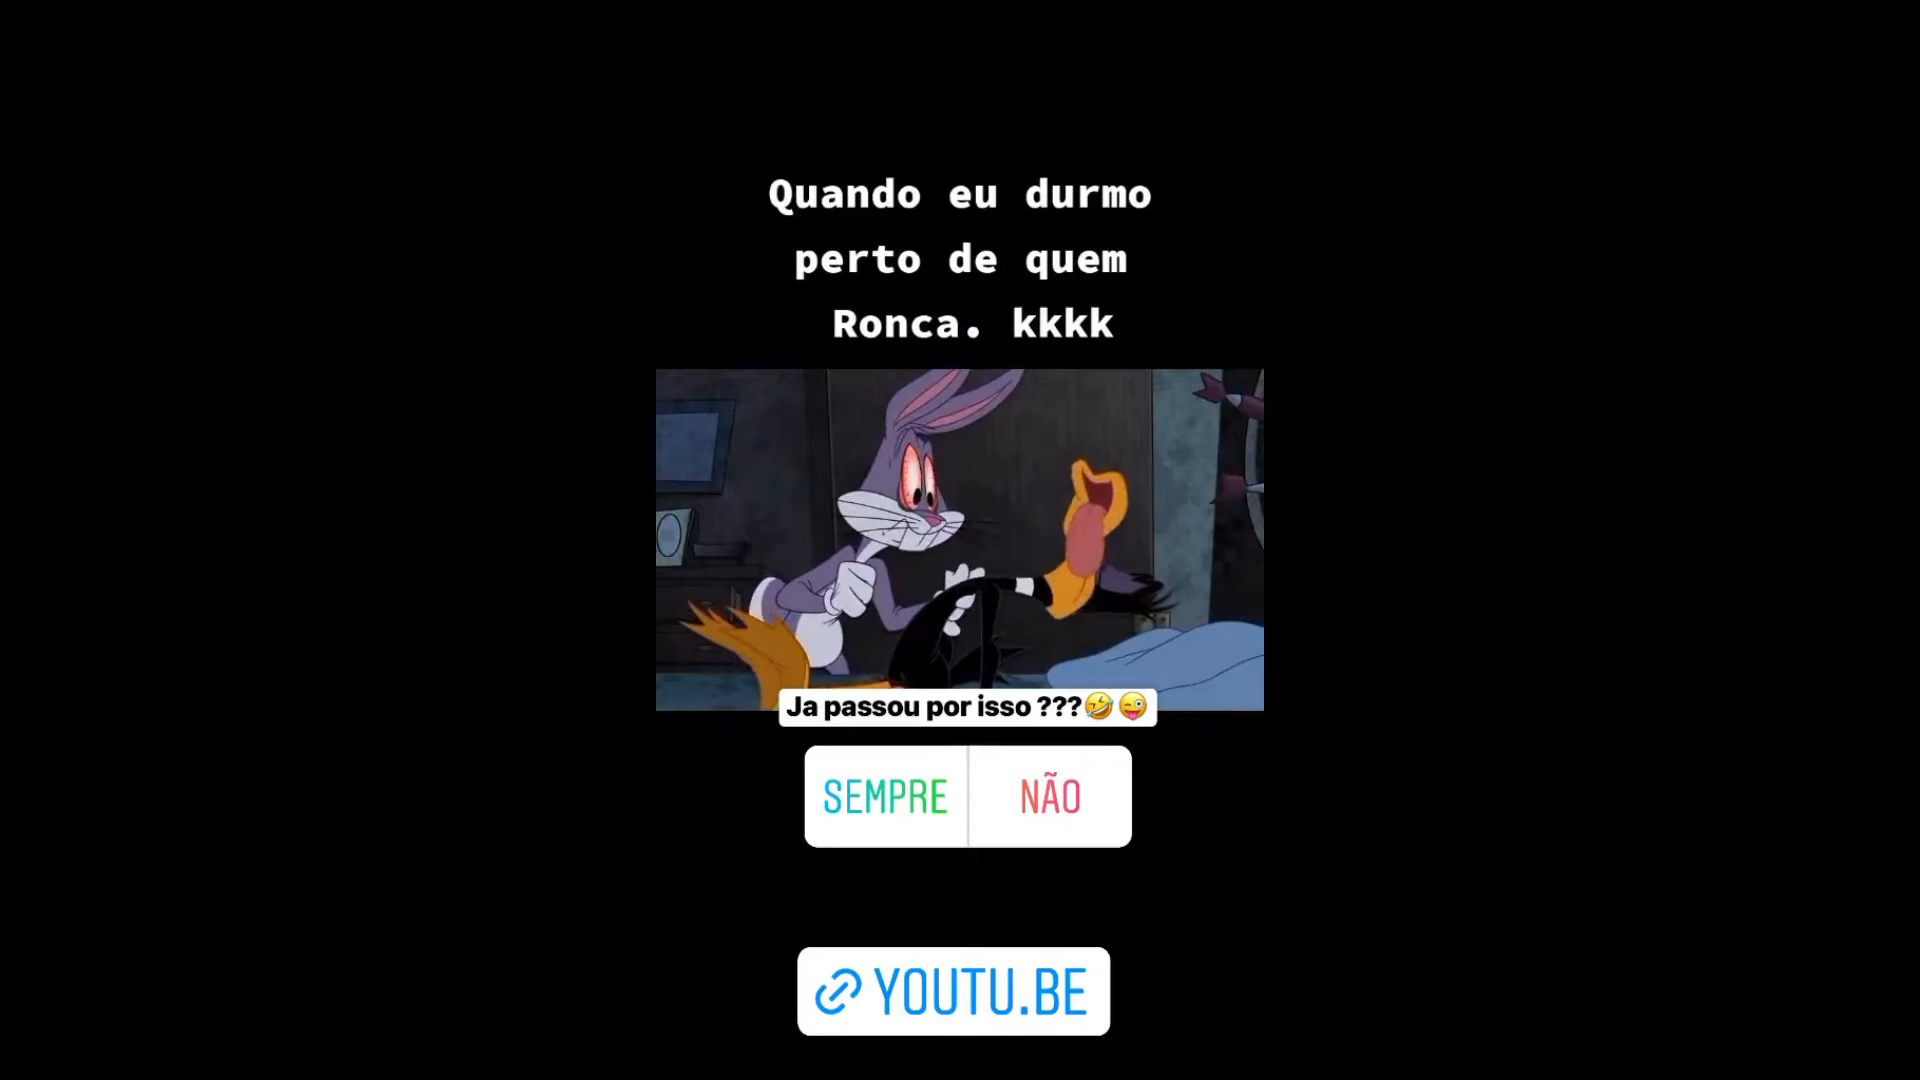 Quando eu durmo
perto de quem
Ronca. kkkk
Ja passou por isso ???🤣😜
SEMPRE
NÃO
YOUTU.BE